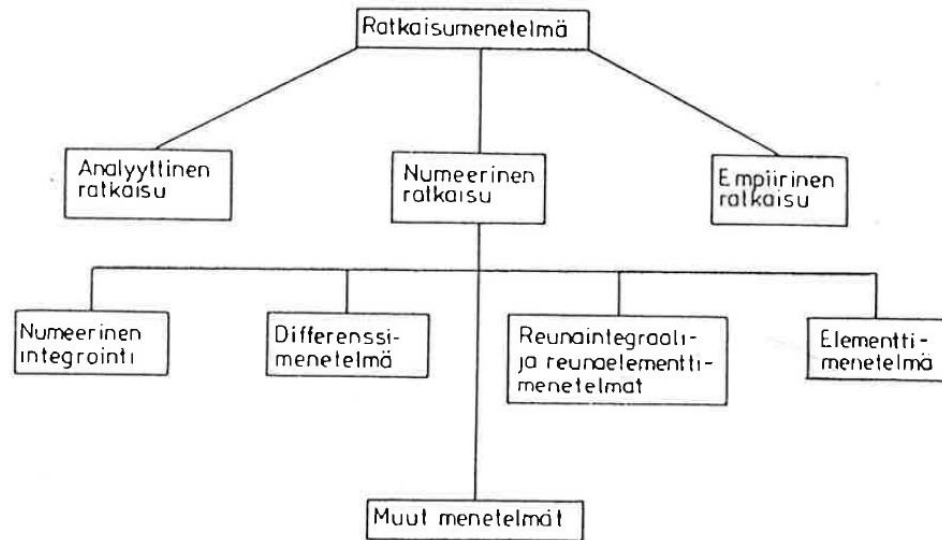 Ratkaisumenetelmä
Analyyttinen
ratkaisu
Numeerinen
ratkaisu
Empiirinen
ratkaisu
Numeerinen
integrointi
Differenssi-
menetelmä
Reunaintegraali-
ja reunaelementti-
menetelmät
Elementti-
menetelmä
Muut menetelmät